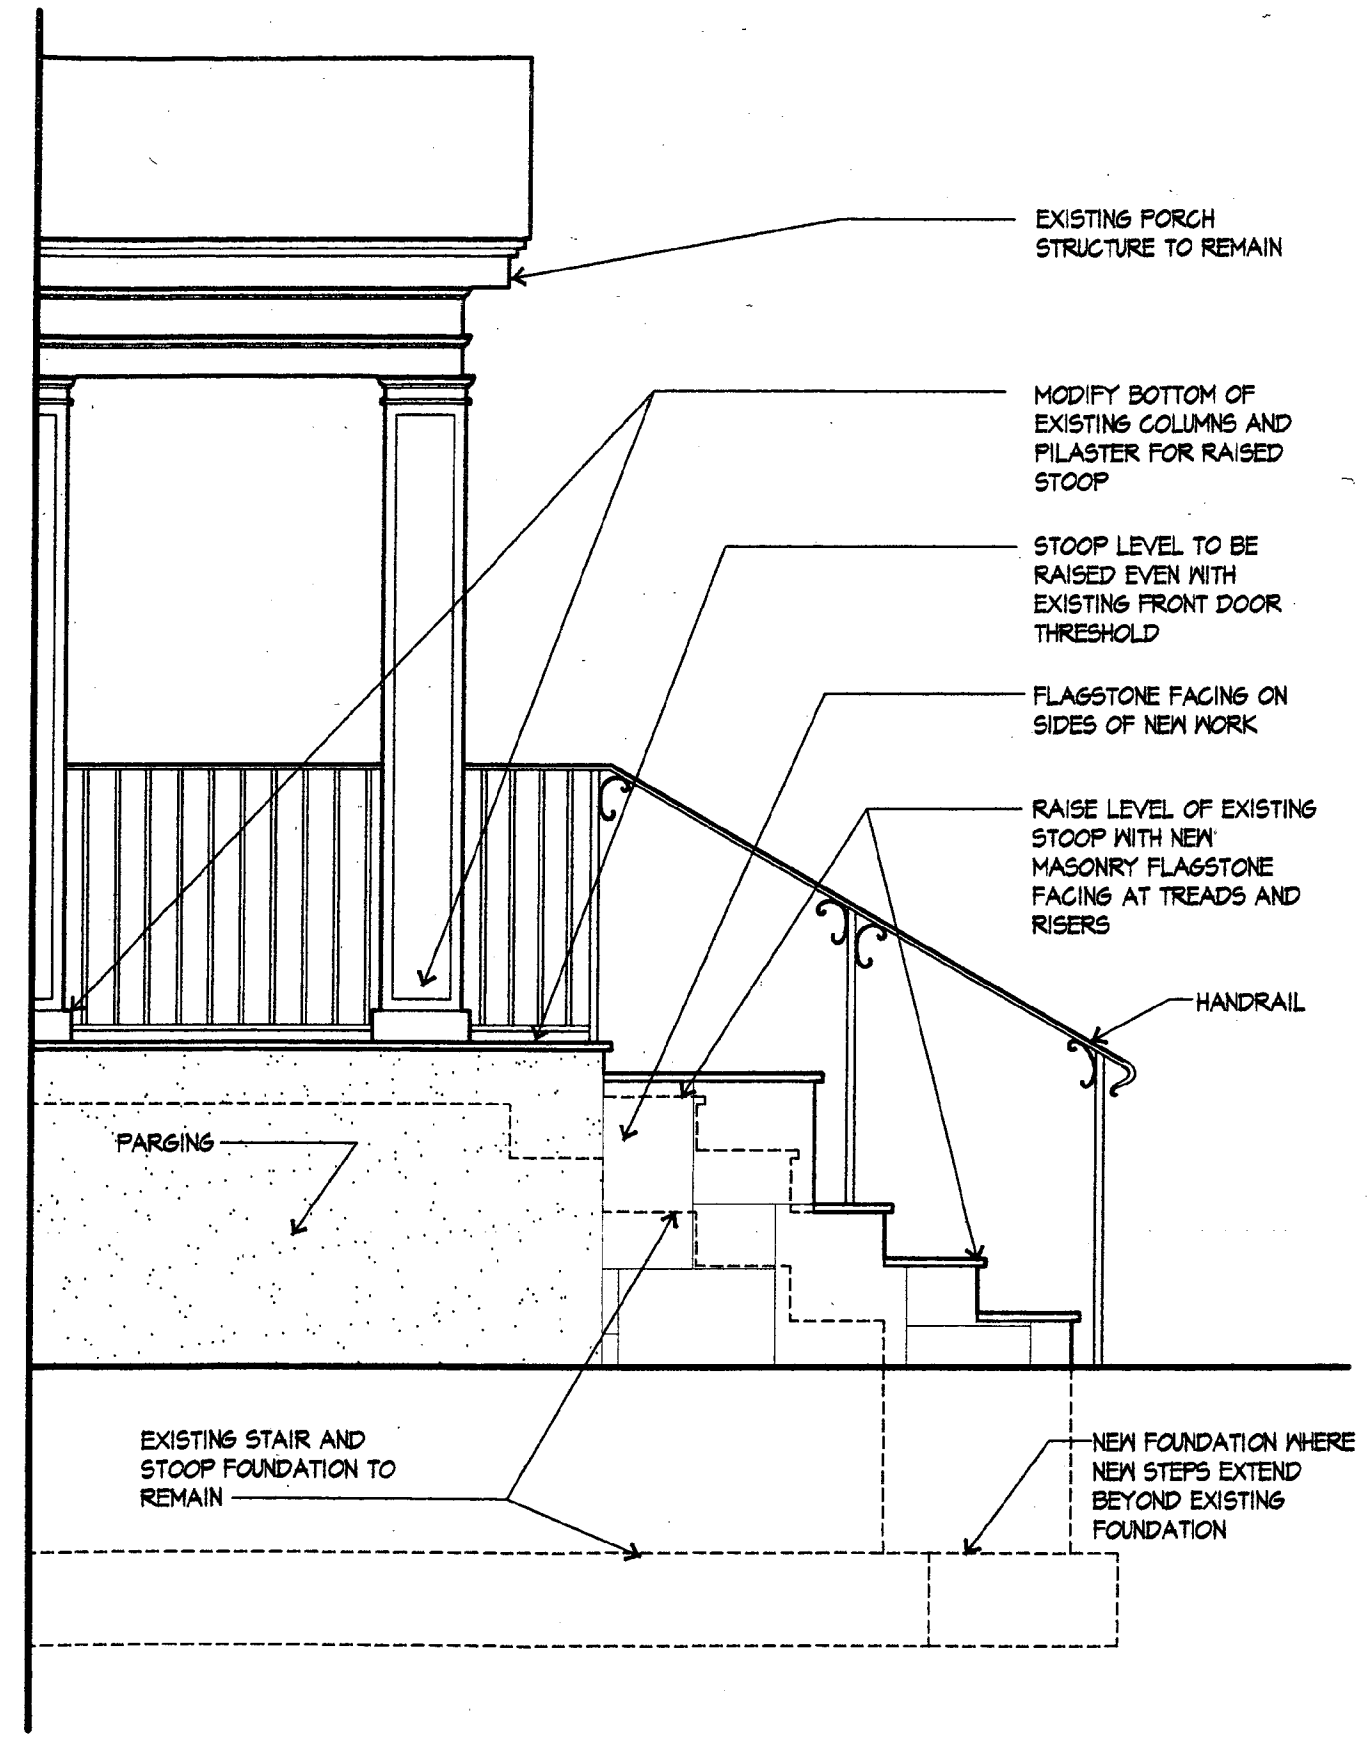 EXISTING PORCH
STRUCTURE TO REMAIN
MODIFY BOTTOM OF
EXISTING COLUMNS AND
PILASTER FOR RAISED
STOOP
STOOP LEVEL TO BE
RAISED EVEN WITH
EXISTING FRONT DOOR
THRESHOLD
FLAGSTONE FACING ON
SIDES OF NEW WORK
RAISE LEVEL OF EXISTING
STOOP WITH NEW
MASONRY FLAGSTONE
FACING AT TREADS AND
RISERS
HANDRAIL
PARGING
EXISTING STAIR AND
STOOP FOUNDATION TO
REMAIN
NEW FOUNDATION WHERE
NEW STEPS EXTEND
BEYOND EXISTING
FOUNDATION